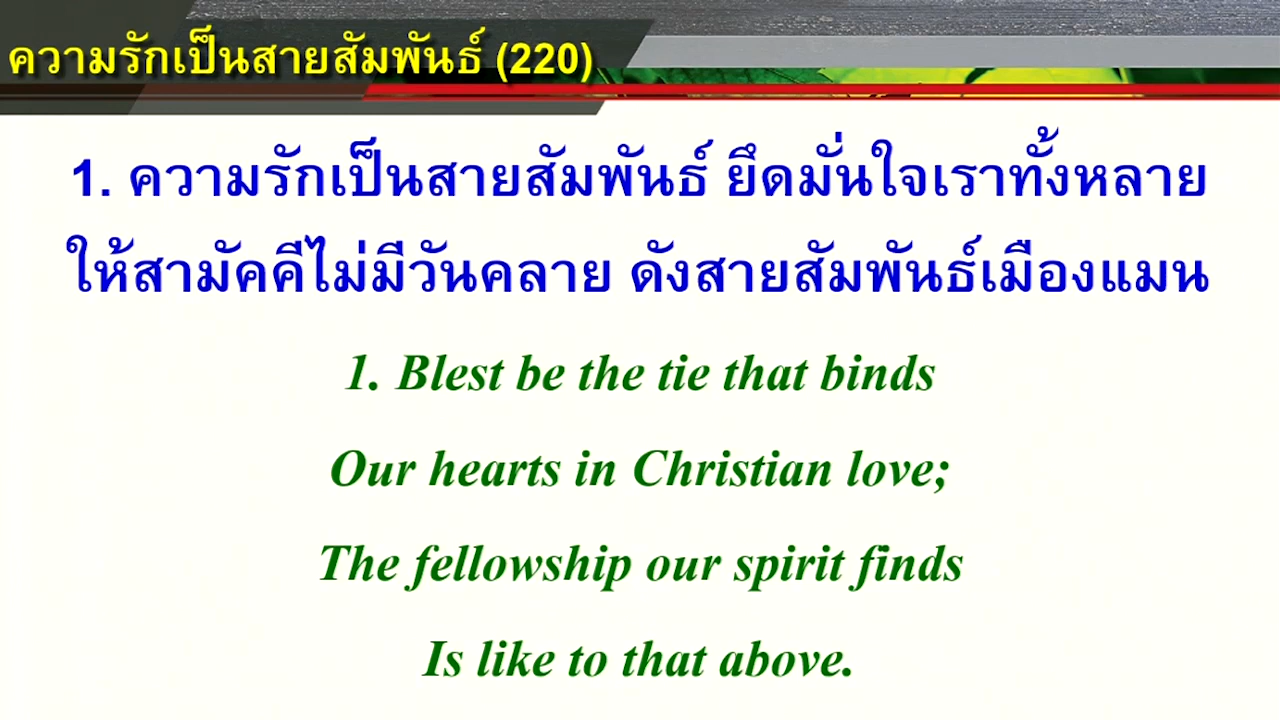 ความรักเป็นสายสัมพันธ์ (220)
1. ความรักเป็นสายสัมพันธ์ ยึดมั่นใจเราทั้งหลาย
ให้สามัคคีไม่มีวันคลาย ดังสายสัมพันธ์เมืองแมน
1. Blest be the tie that binds
Our hearts in Christian love;
The fellowship our spirit finds
Is like to that above.